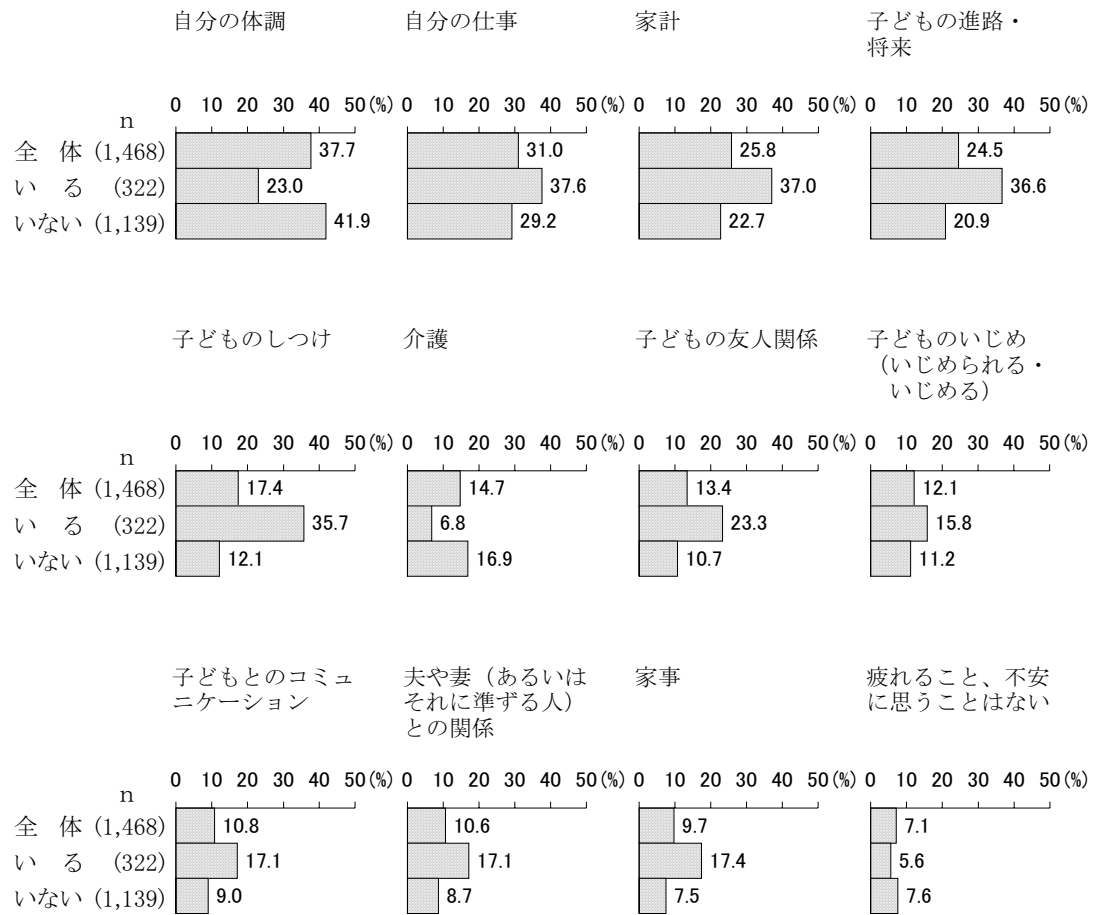 自分の体調 自分の仕事 家計 子どもの進路・
将来
0 10 20 30 40 50(%) 0 10 20 30 40 50(%) 0 10 20 30 40 50(%) 0 10 20 30 40 50(%)
n
全 体 (1,468) 37.7 31.0 25.8 24.5
い る (322) 23.0 37.6 37.0 36.6
いない (1,139) 41.9 29.2 22.7 20.9
子どものしつけ 介護 子どもの友人関係 子どものいじめ
(いじめられる・
いじめる)
0 10 20 30 40 50(%) 0 10 20 30 40 50(%) 0 10 20 30 40 50(%) 0 10 20 30 40 50(%)
n
全 体 (1,468) 17.4 14.7 13.4 12.1
い る (322) 35.7 6.8 23.3 15.8
いない (1,139) 12.1 16.9 10.7 11.2
子どもとのコミュ 夫や妻(あるいは 家事 疲れること、不安
ニケーション それに準ずる人) に思うことはない
との関係
0 10 20 30 40 50(%) 0 10 20 30 40 50(%) 0 10 20 30 40 50(%) 0 10 20 30 40 50(%)
n
全 体 (1,468) 10.8 10.6 9.7 7.1
い る (322) 17.1 17.1 17.4 5.6
いない (1,139) 9.0 8.7 7.5 7.6